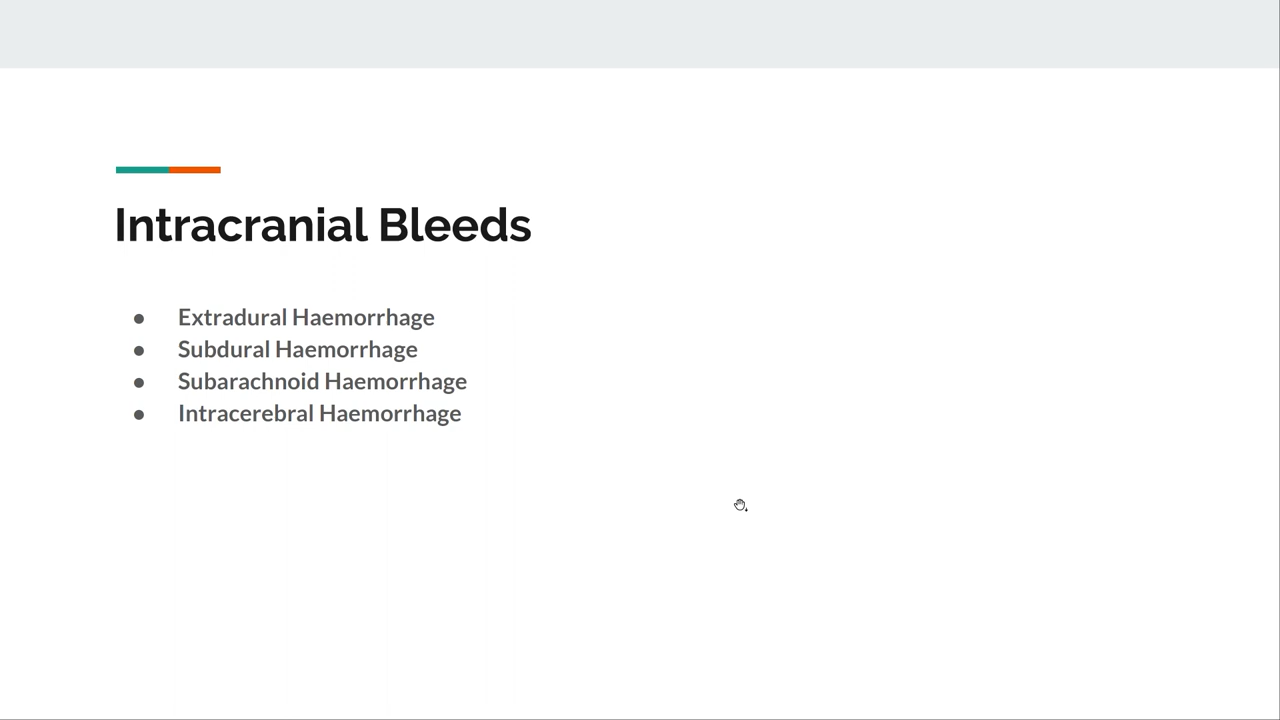 Intracranial Bleeds
● Extradural Haemorrhage
● Subdural Haemorrhage
● Subarachnoid Haemorrhage
● Intracerebral Haemorrhage